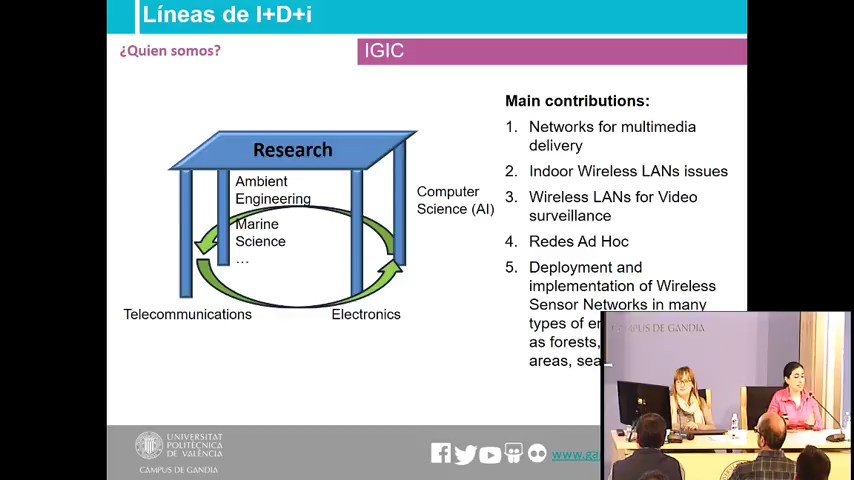 Líneas de I+D+i
¿Quien somos?
IGIC
Research
Ambient
Engineering
Marine
Science
...
Computer
Science (AI)
Telecommunications
Electronics
Main contributions:
1. Networks for multimedia
delivery
2. Indoor Wireless LANs issues
3. Wireless LANs for Video
surveillance
4. Redes Ad Hoc
5. Deployment and
implementation of Wireless
Sensor Networks in many
types of
as forests,
areas, sea
CAMPUS DE GANDIA
UNIVERSITAT
POLITÈCNICA
DE VALÈNCIA
CAMPUS DE GANDIA